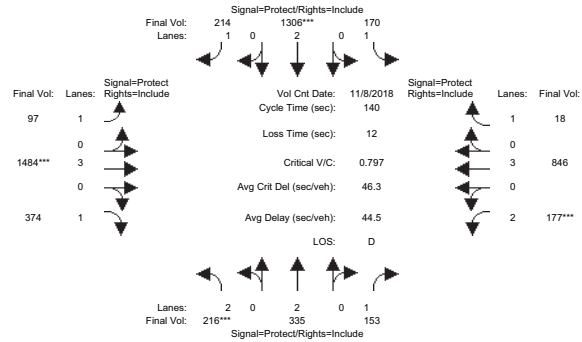 Signal=Protect/Rights=Include
Final Vol: 214 1306*** 170
Lanes: 1 0 2 0 1
Signal=Protect Signal=Protect
Final Vol: Lanes: Rights=Include Vol Cnt Date: 11/8/2018 Rights=Include Lanes: Final Vol:
Cycle Time (sec): 140
97 1 1 18
Loss Time (sec): 12
0 0
1484*** 3 Critical V/C: 0.797 3 846
0 Avg Crit Del (sec/veh): 46.3 0
374 1 Avg Delay (sec/veh): 44.5 2 177***
LOS: D
Lanes: 2 0 2 0 1
Final Vol: 216*** 335 153
Signal=Protect/Rights=Include